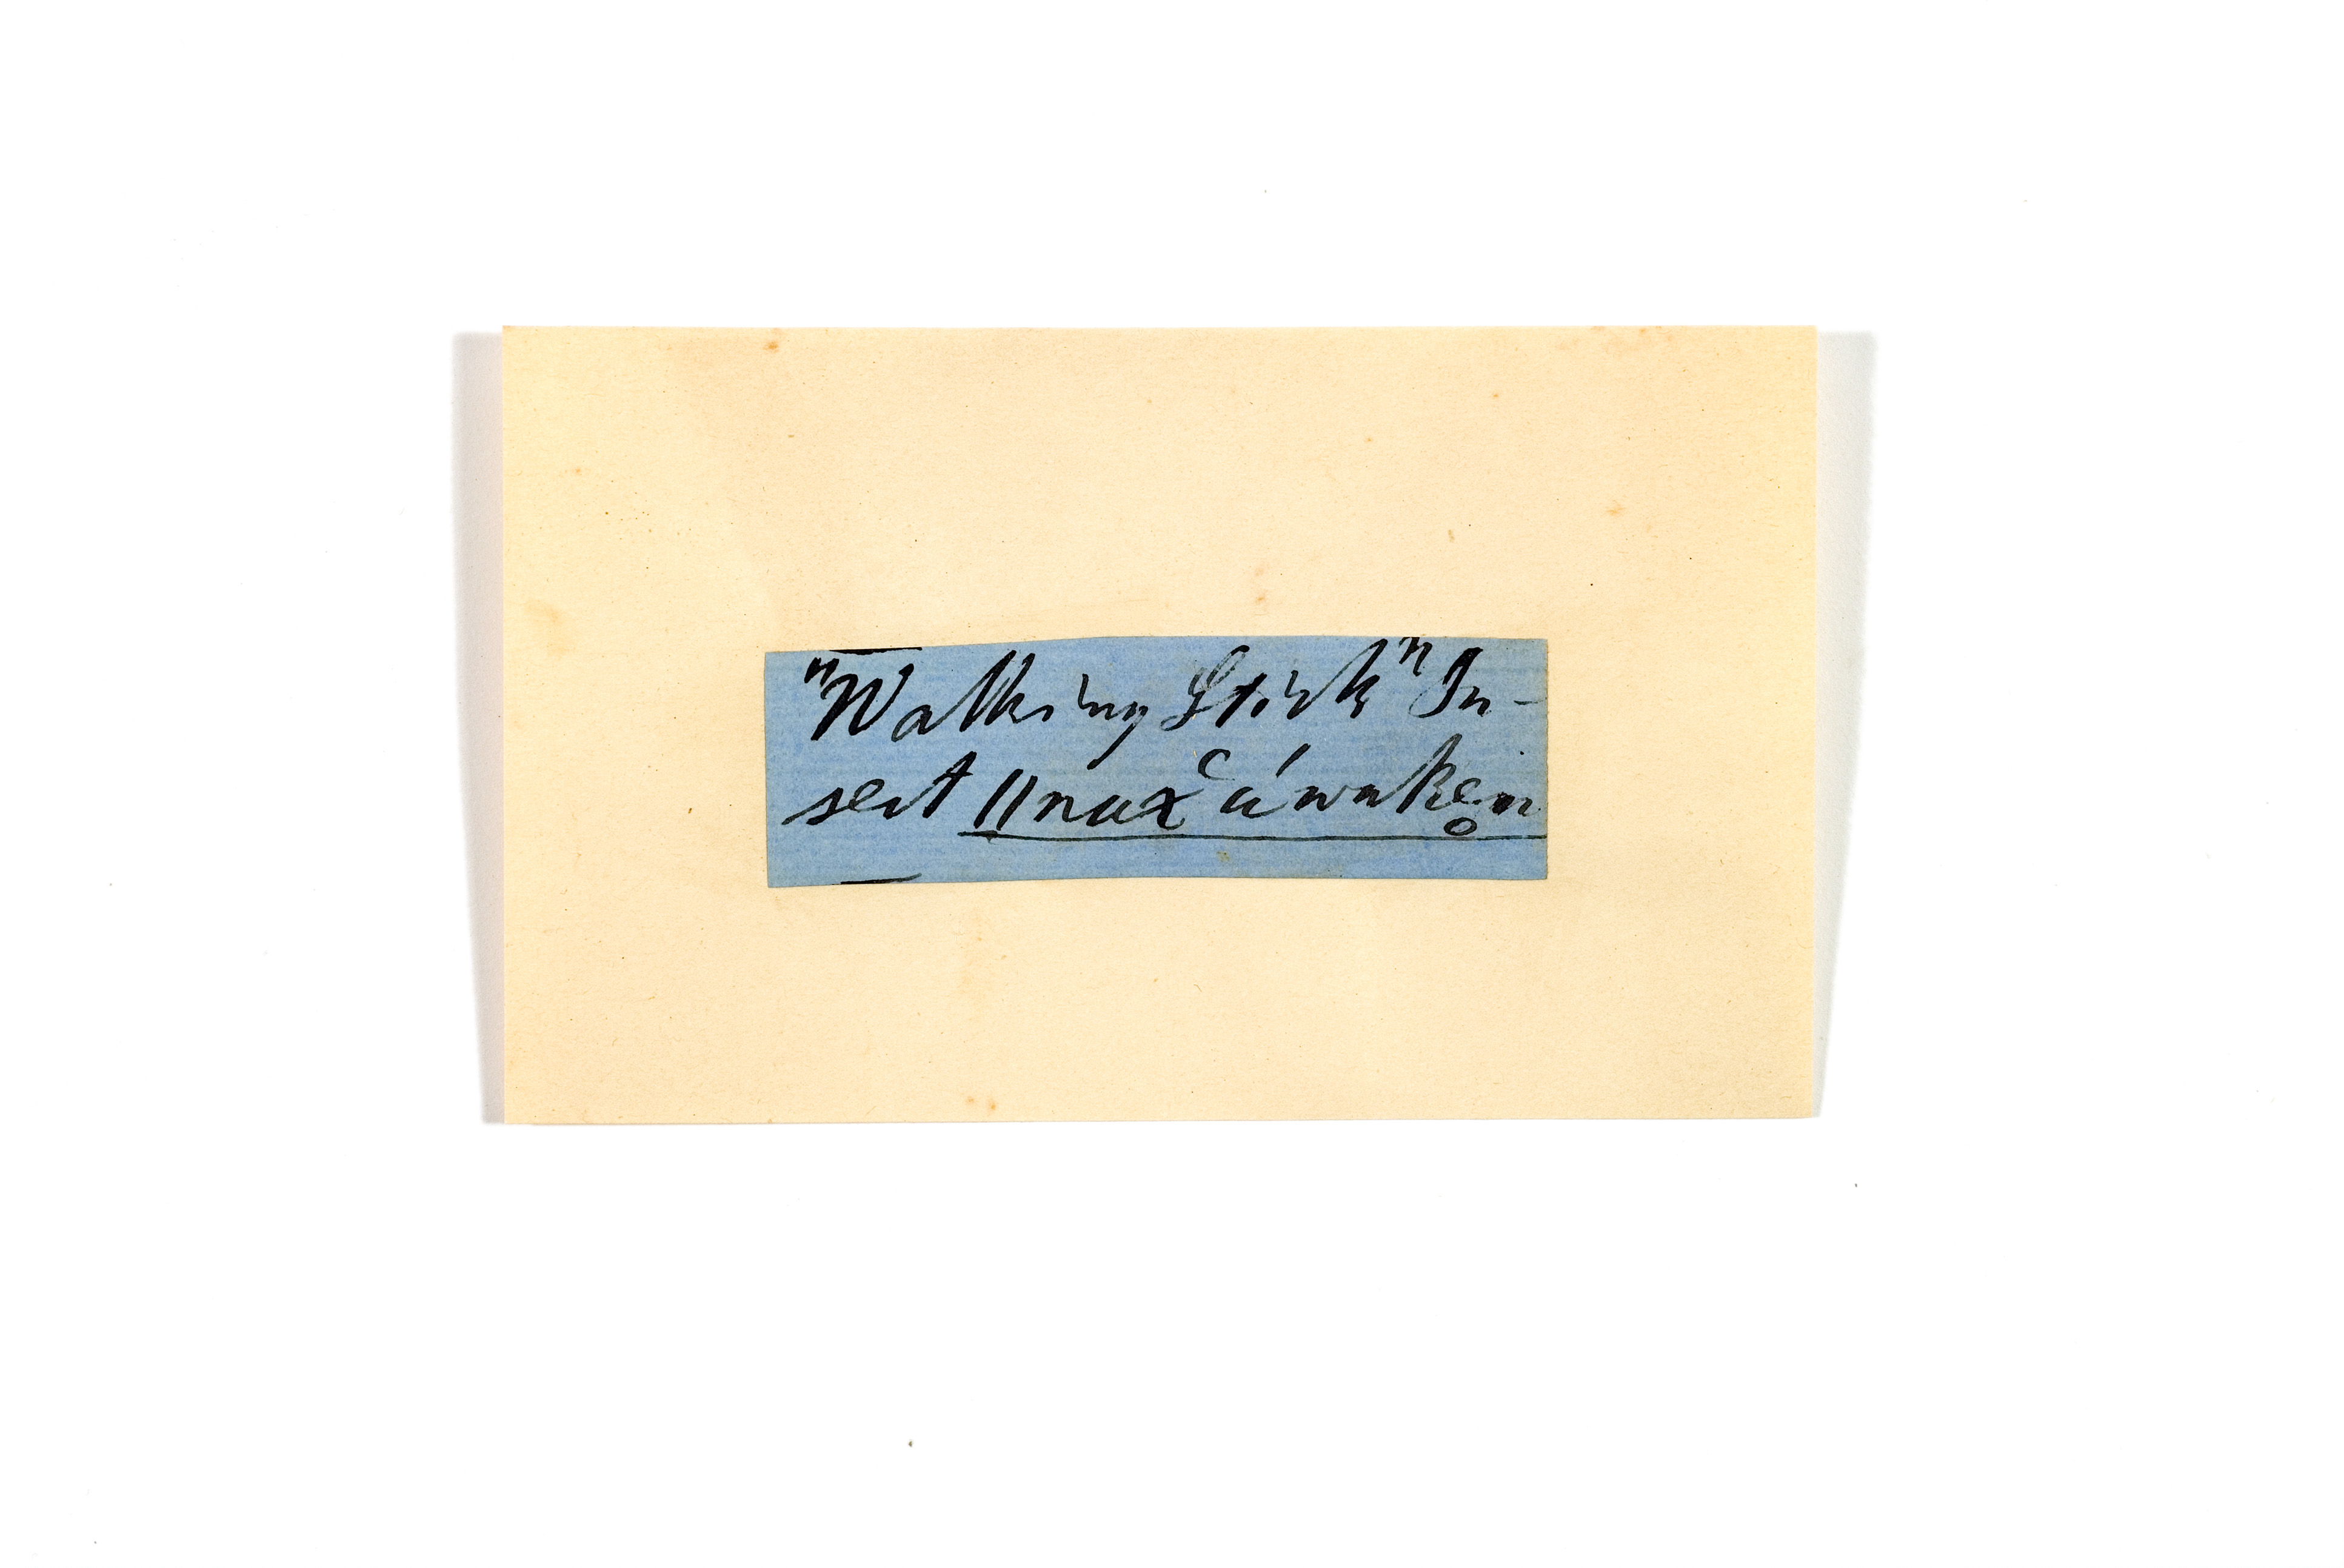 "Walking Stick" In-
sect